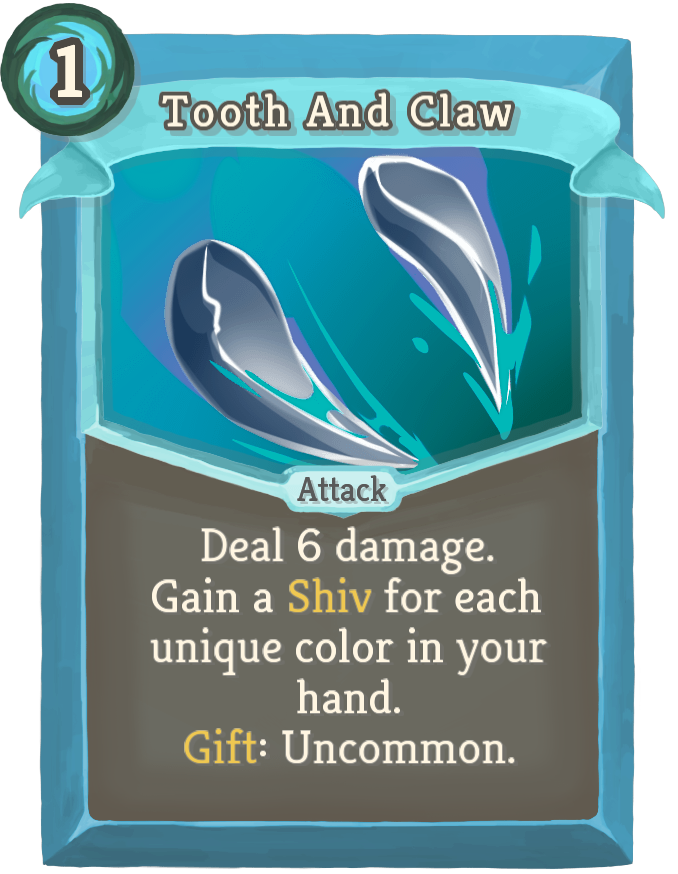 1
Tooth And Claw
Attack
Deal 6 damage.
Gain a Shiv for each
unique color in your
hand.
Gift: Uncommon.